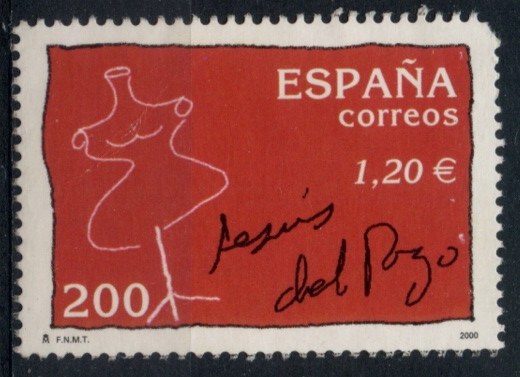 ESPAÑA
correos
1,20 €
Jesús
del Pozo
200
F.N.M.T.
2000